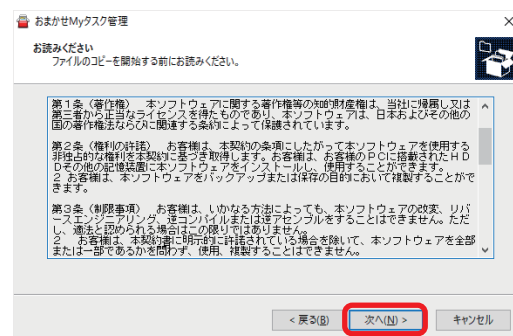 おまかせMyタスク管理
お読みください
ファイルのコピーを開始する前にお読みください。
第1条（著作権）　本ソフトウェアに関する著作権等の知的財産権は、当社に帰属し又は
第三者から正当なライセンスを得たものであり、本ソフトウェアは、日本およびその他の
国の著作権法ならびに関連する条約によって保護されています。
第2条（権利の許諾）　お客様は、本契約の条項にしたがって本ソフトウェアを使用する
非独占的な権利を本契約に基づき取得します。お客様は、お客様のＰＣに搭載されたＨＤ
Ｄその他の記憶装置に本ソフトウェアをインストールし、使用することができます。
2 お客様は、本ソフトウェアをバックアップまたは保存の目的において複製することがで
きます。
第3条（制限事項）　お客様は、いかなる方法によっても、本ソフトウェアの改変、リバ
ースエンジニアリング、逆コンパイルまたは逆アセンブルをすることはできません。ただ
し、適法と認められる場合はこの限りではありません。
2　お客様は、本契約書に明示的に許諾されている場合を除いて、本ソフトウェアを全部
または一部であるかを問わず、使用、複製することはできません。
< 戻る(B)
次へ(N) >
キャンセル